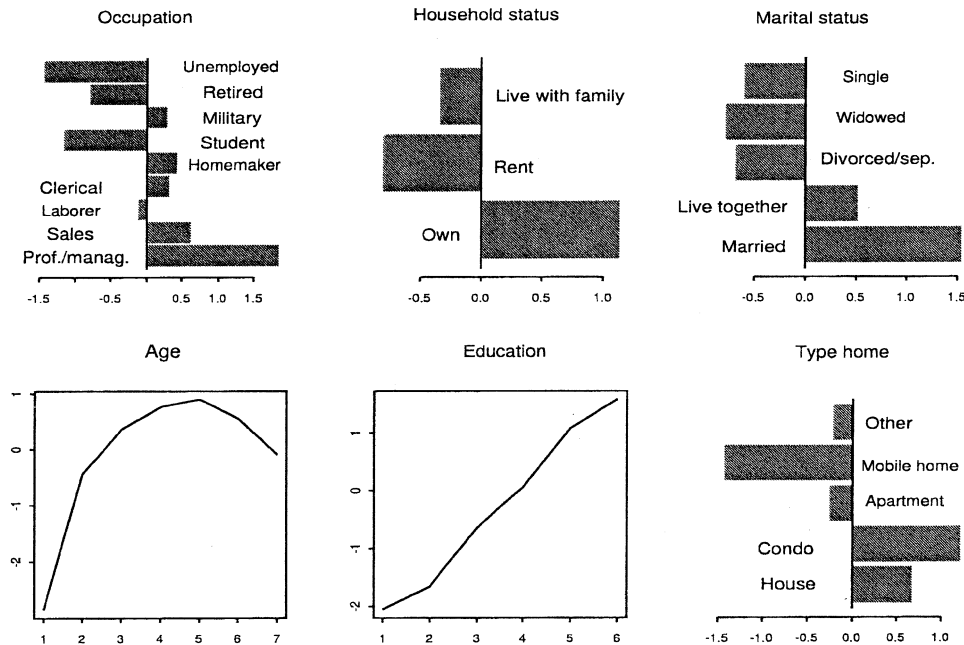 Occupation
Unemployed
Retired
Military
Student
Homemaker
Clerical
Laborer
Sales
Prof./manag.
-1.5 -0.5 0.5 1.0 1.5
Household status
Live with family
Rent
Own
-0.5 0.0 0.5 1.0
Marital status
Single
Widowed
Divorced/sep.
Live together
Married
-0.5 0.0 0.5 1.0 1.5
Age
1
0
-1
-2
1 2 3 4 5 6 7
Education
1
0
-1
-2
1 2 3 4 5 6
Type home
Other
Mobile home
Apartment
Condo
House
-1.5 -1.0 -0.5 0.0 0.5 1.0